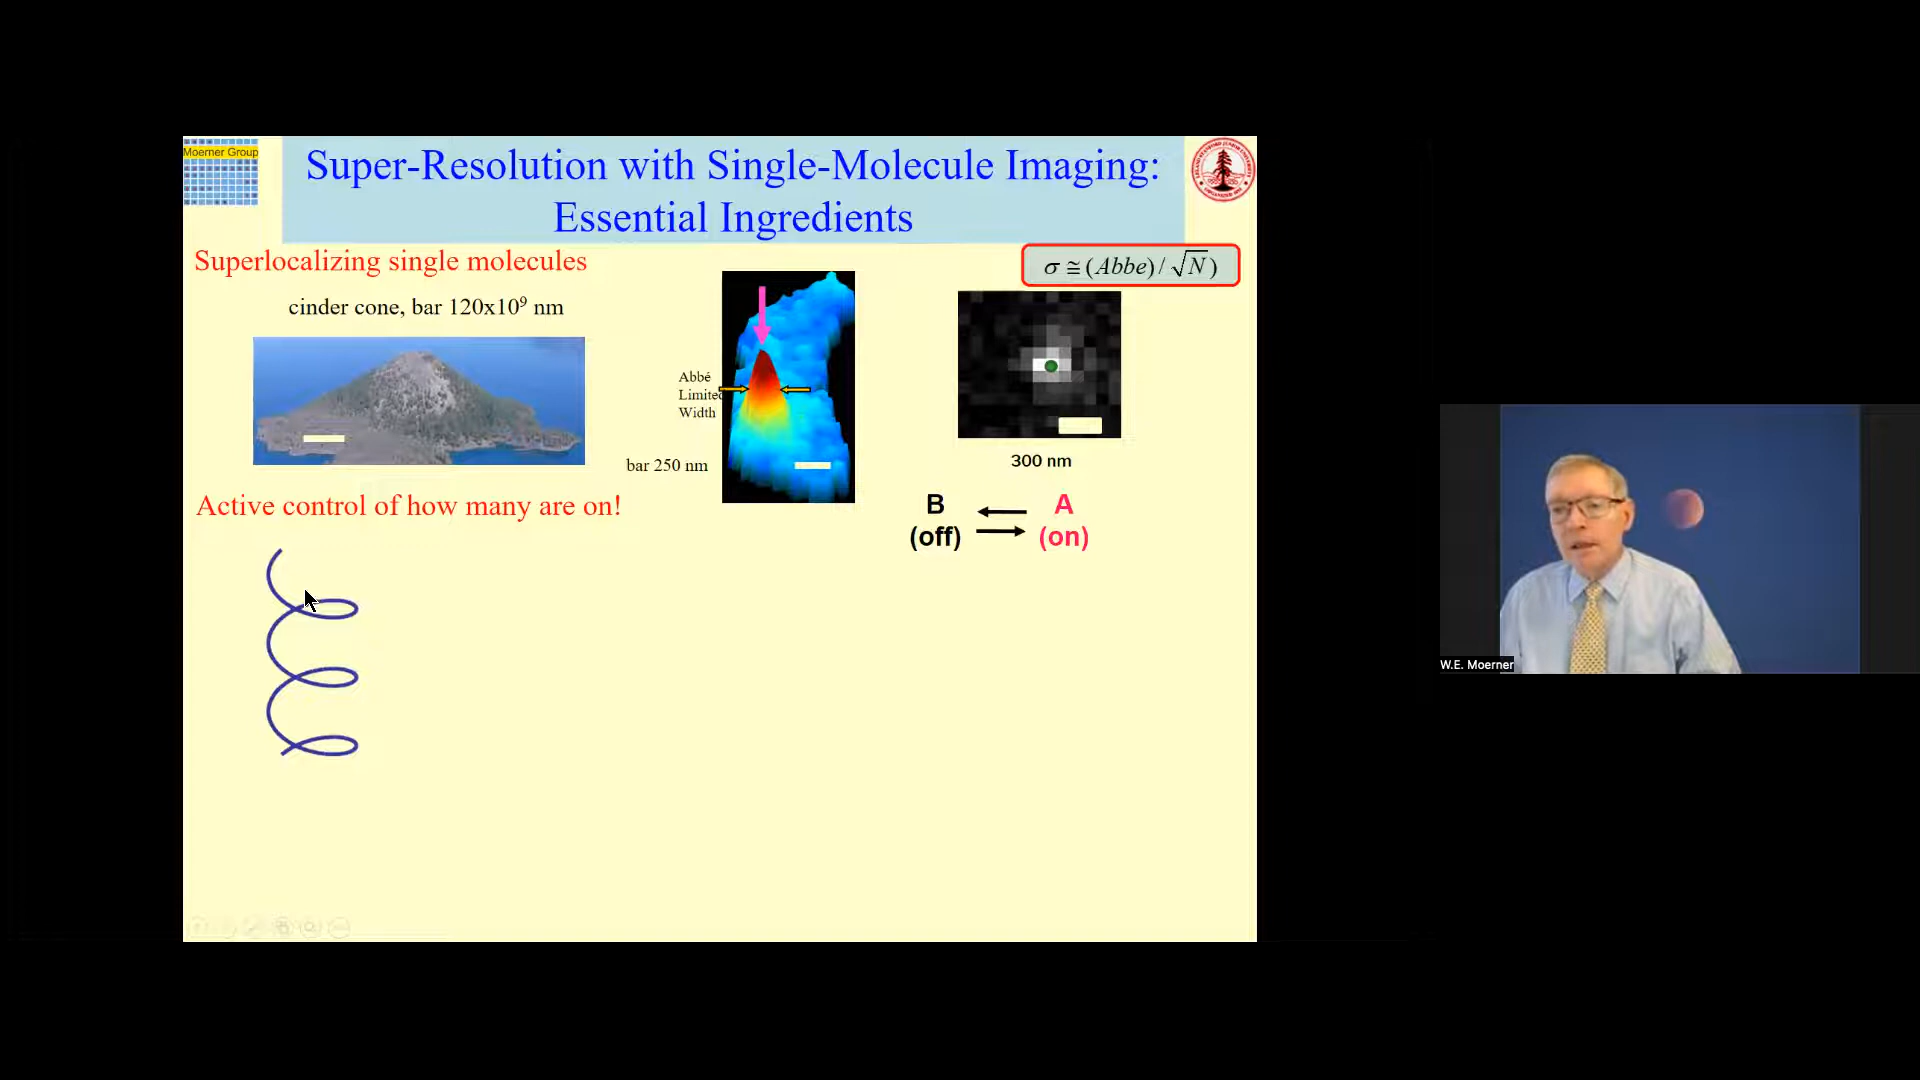 Moerner Group
Super-Resolution with Single-Molecule Imaging:
Essential Ingredients
Superlocalizing single molecules
σ ≅ (Abbe) / √N)
cinder cone, bar 120x10⁹ nm
Abbé
Limited
Width
bar 250 nm
300 nm
Active control of how many are on!
B A
(off) (on)
W.E. Moerner